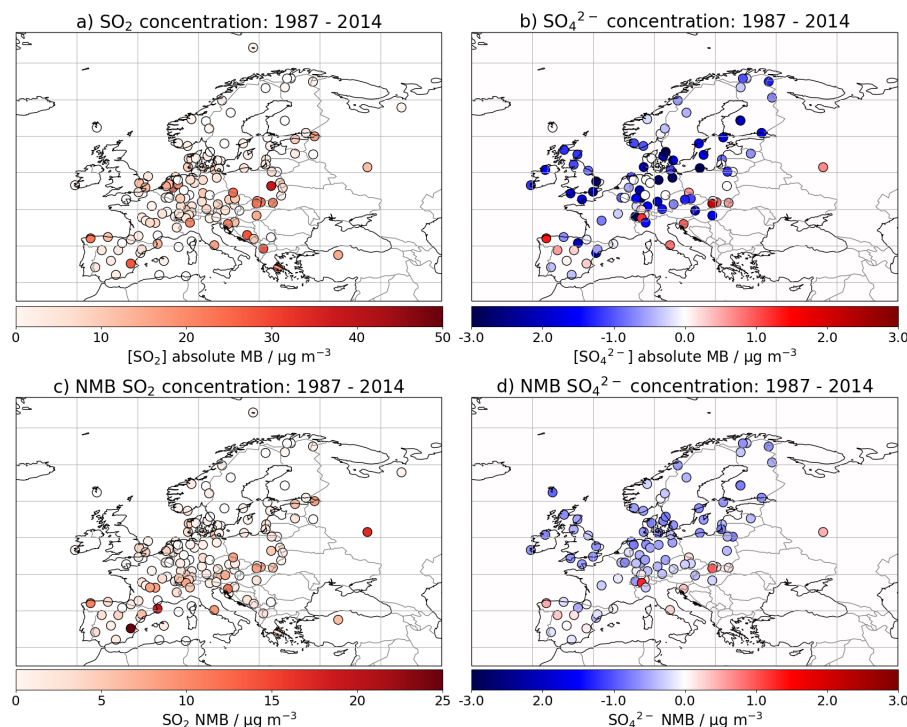 a) SO₂ concentration: 1987 - 2014
b) SO₄²⁻ concentration: 1987 - 2014
0 10 20 30 40 50
[SO₂] absolute MB / μg m⁻³
-3.0 2.0 -1.0 0.0 1.0 2.0 3.0
[SO₄²⁻] absolute MB / μg m⁻³
c) NMB SO₂ concentration: 1987 - 2014
d) NMB SO₄²⁻ concentration: 1987 - 2014
0 5 10 15 20 25
SO₂ NMB / μg m⁻³
-3.0 2.0 -1.0 0.0 1.0 2.0 3.0
SO₄²⁻ NMB / μg m⁻³